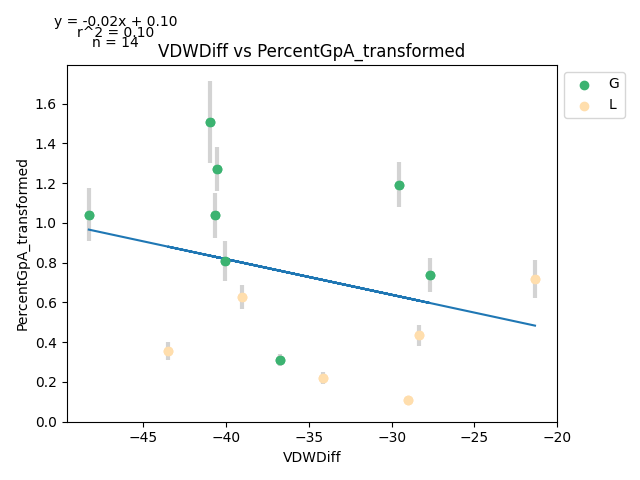 y = -0.02x + 0.10
r^2 = 0.10
n = 14
VDWDiff vs PercentGpA_transformed
G
L
PercentGpA_transformed
1.6
1.4
1.2
1.0
0.8
0.6
0.4
0.2
0.0
−45
−40
−35
−30
−25
−20
VDWDiff